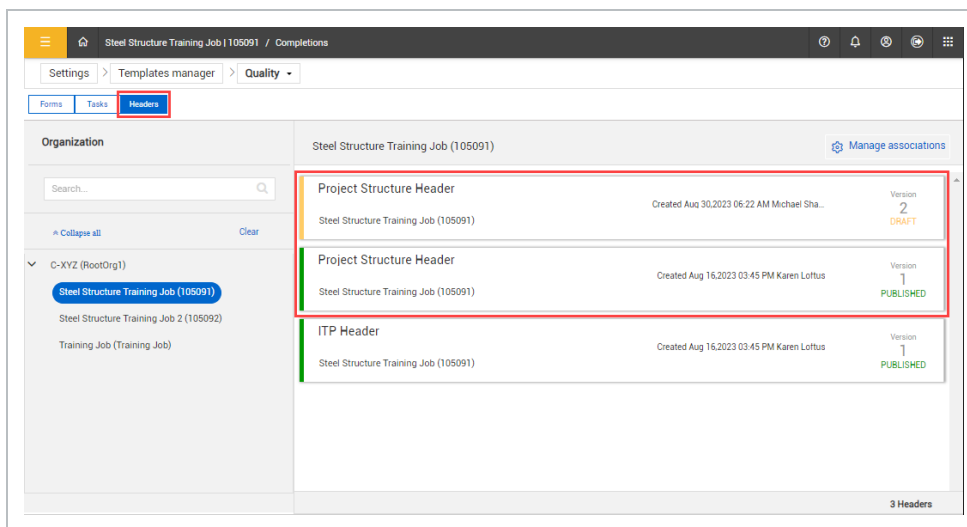 Steel Structure Training Job | 105091 / Completions
Settings > Templates manager > Quality
Forms Tasks Headers
Organization
Steel Structure Training Job (105091)
Manage associations
Search...
Collapse all
Clear
C-XYZ (RootOrg1)
Steel Structure Training Job (105091)
Steel Structure Training Job 2 (105092)
Training Job (Training Job)
Project Structure Header
Steel Structure Training Job (105091)
Created Aug 30,2023 06:22 AM Michael Sha...
Version
2
DRAFT
Project Structure Header
Steel Structure Training Job (105091)
Created Aug 16,2023 03:45 PM Karen Loftus
Version
1
PUBLISHED
ITP Header
Steel Structure Training Job (105091)
Created Aug 16,2023 03:45 PM Karen Loftus
Version
1
PUBLISHED
3 Headers